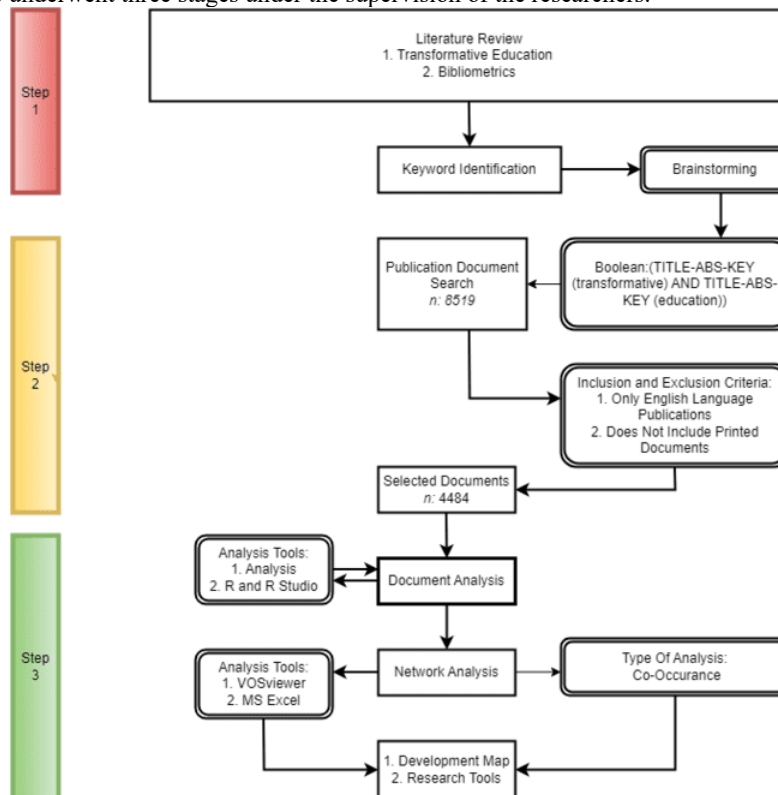 underwent three stages under the supervision of the researchers.
Step
1
Literature Review
1. Transformative Education
2. Bibliometrics
Keyword Identification
Brainstorming
Step
2
Publication Document
Search
n: 8519
Boolean:(TITLE-ABS-KEY
(transformative) AND TITLE-ABS-
KEY (education))
Inclusion and Exclusion Criteria:
1. Only English Language
Publications
2. Does Not Include Printed
Documents
Selected Documents
n: 4484
Step
3
Analysis Tools:
1. Analysis
2. R and R Studio
Document Analysis
Analysis Tools:
1. VOSviewer
2. MS Excel
Network Analysis
Type Of Analysis:
Co-Occurance
1. Development Map
2. Research Tools